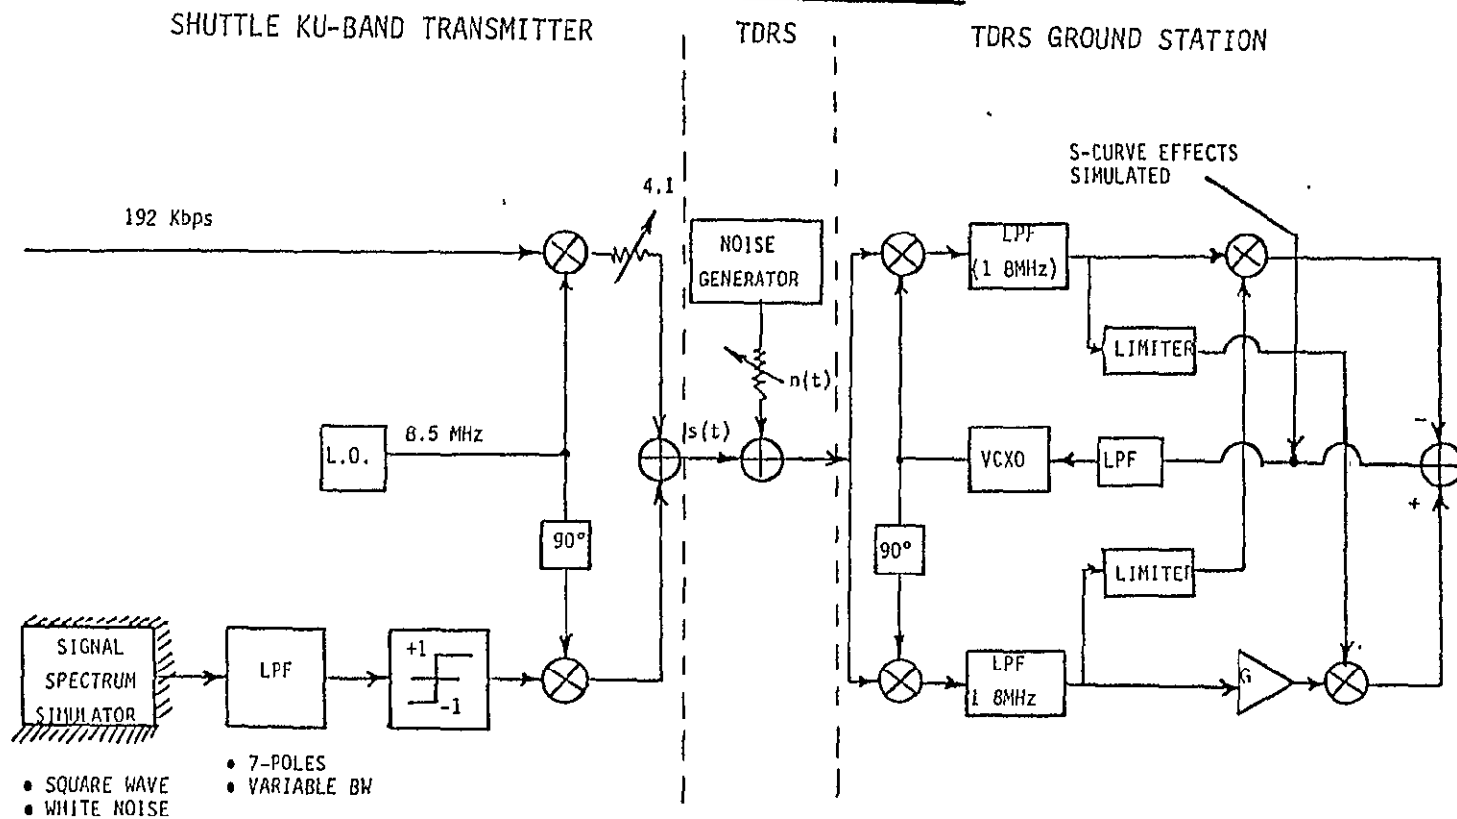 SHUTTLE KU-BAND TRANSMITTER
TDRS
TDRS GROUND STATION
S-CURVE EFFECTS
SIMULATED
4.1
192 Kbps
NOISE
GENERATOR
LPF
(1 8MHz)
LIMITER
n(t)
L.O.
8.5 MHz
s(t)
VCXO
LPF
-
+
90°
90°
LIMITER
SIGNAL
SPECTRUM
SIMULATOR
LPF
+1
-1
LPF
1 8MHz
G
• 7-POLES
• VARIABLE BW
• SQUARE WAVE
• WHITE NOISE